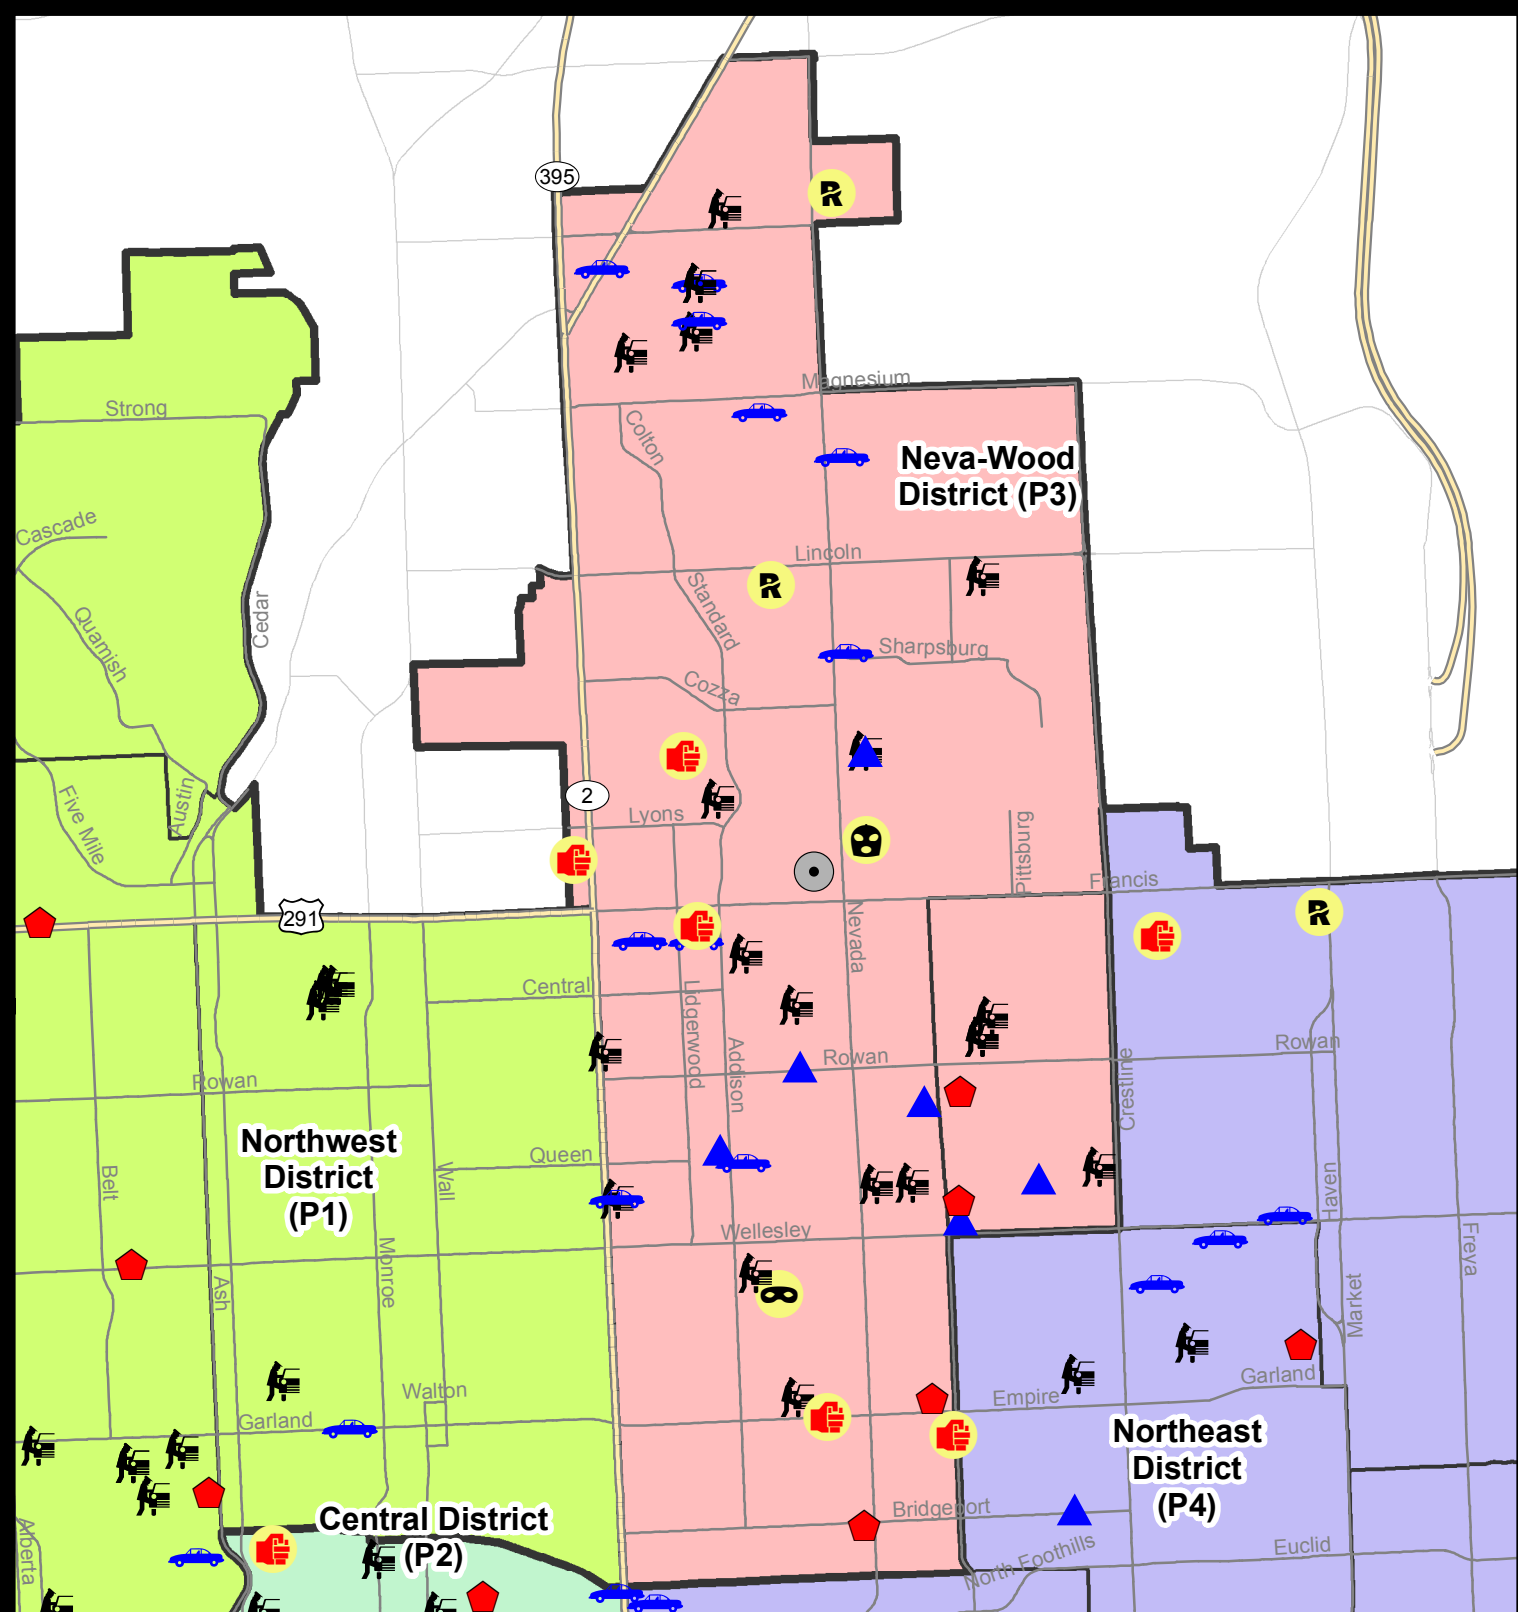 395
Magnesium
Strong
Colton
Neva-Wood
District (P3)
Cascade
Lincoln
Standard
Quamish
Cedar
Sharpsburg
Cozza
Five Mile
Austin
2
Lyons
Pittsburg
Francis
291
Nevada
Central
Lidgerwood
Addison
Rowan
Rowan
Crestline
Rowan
Northwest
District
(P1)
Belt
Wall
Queen
Haven
Wellesley
Freya
Monroe
Ash
Market
Walton
Garland
Empire
Garland
Northeast
District
(P4)
Central District
(P2)
Bridgeport
Alberta
North Foothills
Euclid